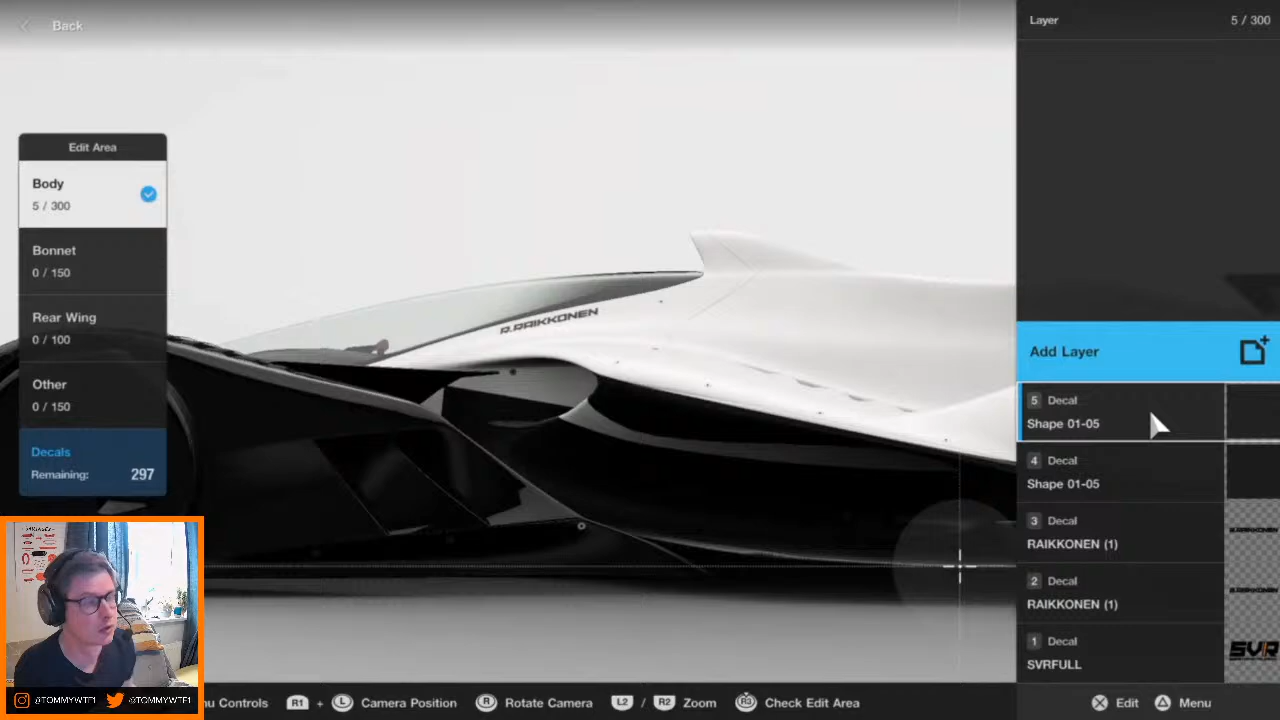 Back
Layer
5 / 300
Edit Area
Body
5 / 300
Bonnet
0 / 150
Rear Wing
0 / 100
Other
0 / 150
Decals
Remaining: 297
R.RAIKKONEN
Add Layer
5 Decal
Shape 01-05
4 Decal
Shape 01-05
3 Decal
RAIKKONEN (1)
2 Decal
RAIKKONEN (1)
1 Decal
SVRFULL
SVR
@TOMMYWTF1
@TOMMYWTF1
nu Controls
R1 + L Camera Position
R Rotate Camera
L2 / R2 Zoom
R3 Check Edit Area
Edit
Menu